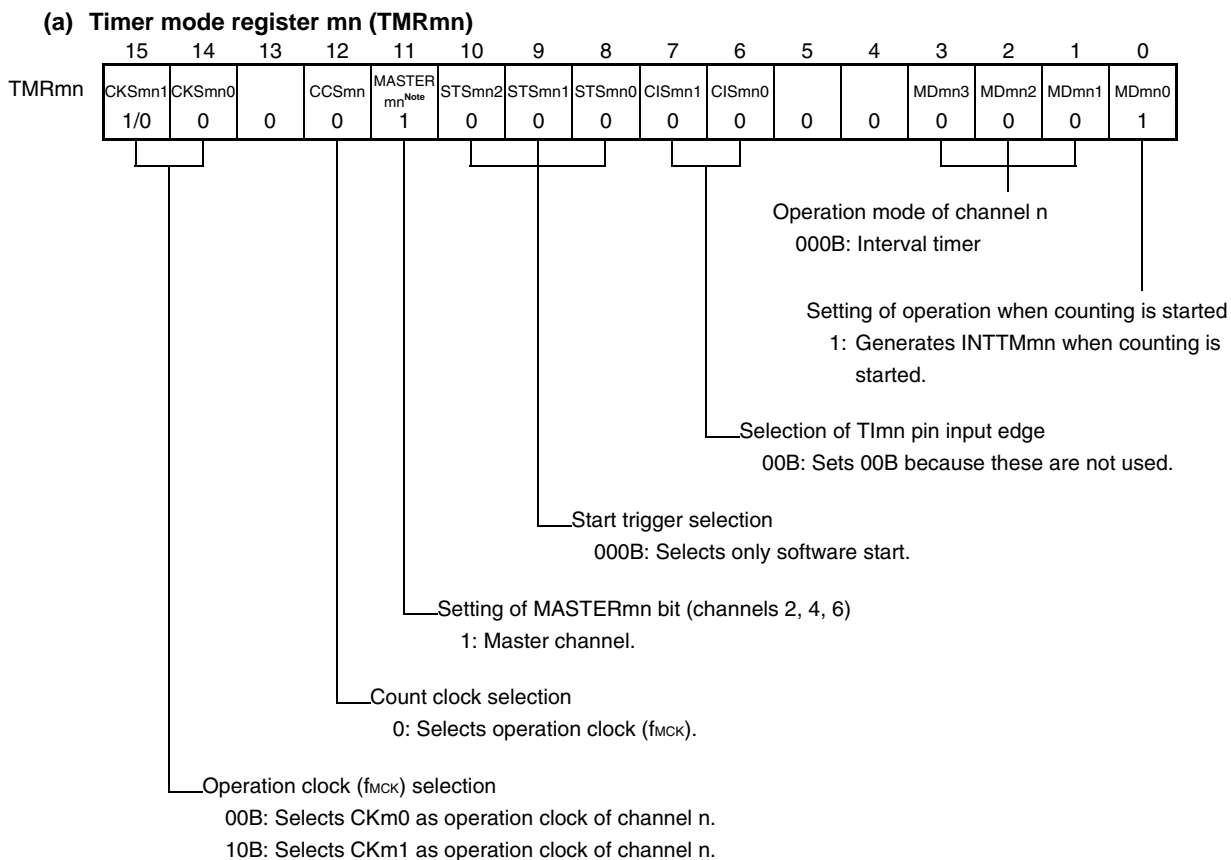 (a) Timer mode register mn (TMRmn)
15 14 13 12 11 10 9 8 7 6 5 4 3 2 1 0
TMRmn CKSmn1 CKSmn0 CCSmn MASTER STSmn2 STSmn1 STSmn0 CISmn1 CISmn0 MDmn3 MDmn2 MDmn1 MDmn0
mnNote
1/0 0 0 0 1 0 0 0 0 0 0 0 0 0 0 1
Operation mode of channel n
000B: Interval timer
Setting of operation when counting is started
1: Generates INTTMmn when counting is
started.
Selection of TImn pin input edge
00B: Sets 00B because these are not used.
Start trigger selection
000B: Selects only software start.
Setting of MASTERmn bit (channels 2, 4, 6)
1: Master channel.
Count clock selection
0: Selects operation clock (fMCK).
Operation clock (fMCK) selection
00B: Selects CKm0 as operation clock of channel n.
10B: Selects CKm1 as operation clock of channel n.